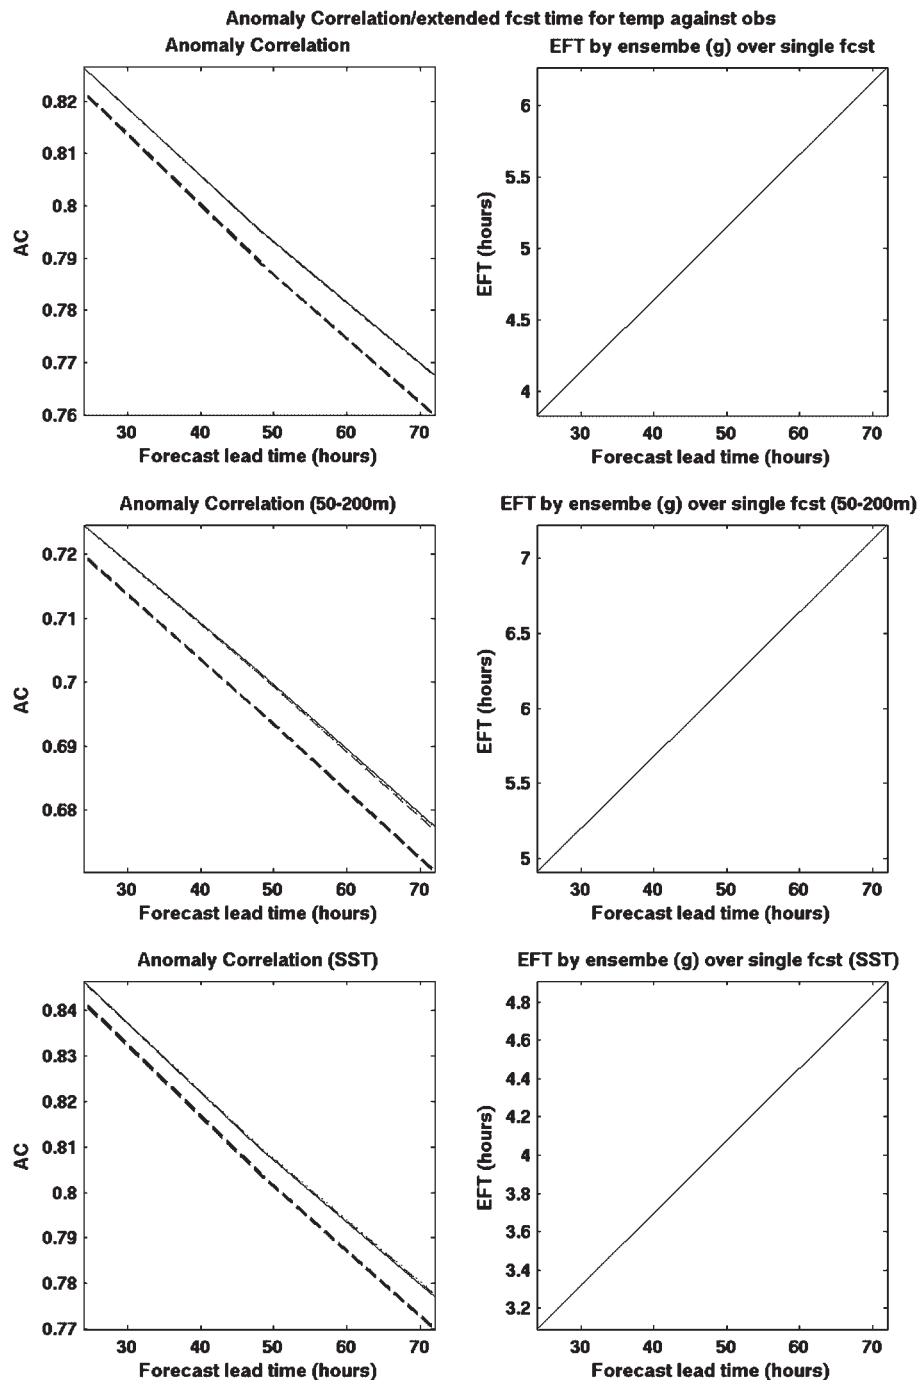 Anomaly Correlation/extended fcst time for temp against obs
Anomaly Correlation
0.82
0.81
0.8
0.79
0.78
0.77
0.76
AC
30 40 50 60 70
Forecast lead time (hours)
EFT by ensembe (g) over single fcst
6
5.5
5
4.5
4
EFT (hours)
30 40 50 60 70
Forecast lead time (hours)
Anomaly Correlation (50-200m)
0.72
0.71
0.7
0.69
0.68
AC
30 40 50 60 70
Forecast lead time (hours)
EFT by ensembe (g) over single fcst (50-200m)
7
6.5
6
5.5
5
EFT (hours)
30 40 50 60 70
Forecast lead time (hours)
Anomaly Correlation (SST)
0.84
0.83
0.82
0.81
0.8
0.79
0.78
0.77
AC
30 40 50 60 70
Forecast lead time (hours)
EFT by ensembe (g) over single fcst (SST)
4.8
4.6
4.4
4.2
4
3.8
3.6
3.4
3.2
EFT (hours)
30 40 50 60 70
Forecast lead time (hours)